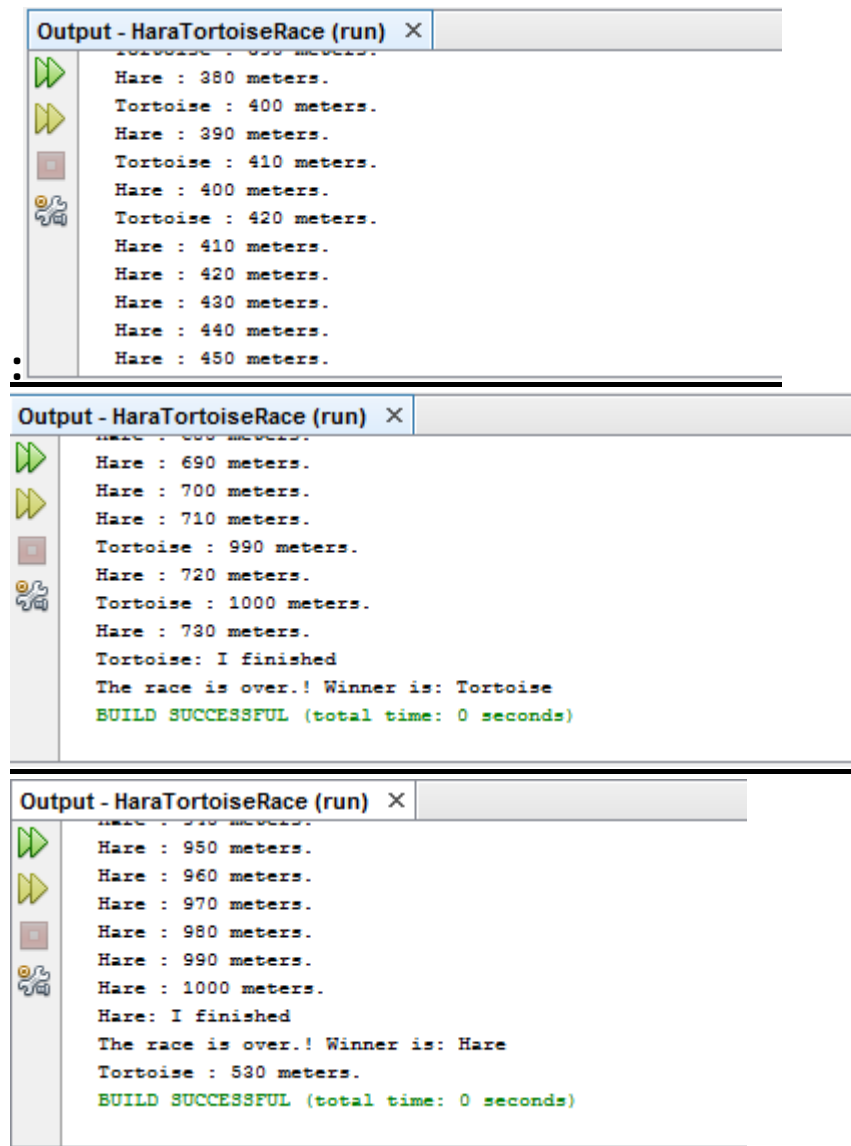 Output - HaraTortoiseRace (run) ×
Hare : 380 meters.
Tortoise : 400 meters.
Hare : 390 meters.
Tortoise : 410 meters.
Hare : 400 meters.
Tortoise : 420 meters.
Hare : 410 meters.
Hare : 420 meters.
Hare : 430 meters.
Hare : 440 meters.
Hare : 450 meters.
:
Output - HaraTortoiseRace (run) ×
Hare : 690 meters.
Hare : 700 meters.
Hare : 710 meters.
Tortoise : 990 meters.
Hare : 720 meters.
Tortoise : 1000 meters.
Hare : 730 meters.
Tortoise: I finished
The race is over.! Winner is: Tortoise
BUILD SUCCESSFUL (total time: 0 seconds)
Output - HaraTortoiseRace (run) ×
Hare : 950 meters.
Hare : 960 meters.
Hare : 970 meters.
Hare : 980 meters.
Hare : 990 meters.
Hare : 1000 meters.
Hare: I finished
The race is over.! Winner is: Hare
Tortoise : 530 meters.
BUILD SUCCESSFUL (total time: 0 seconds)